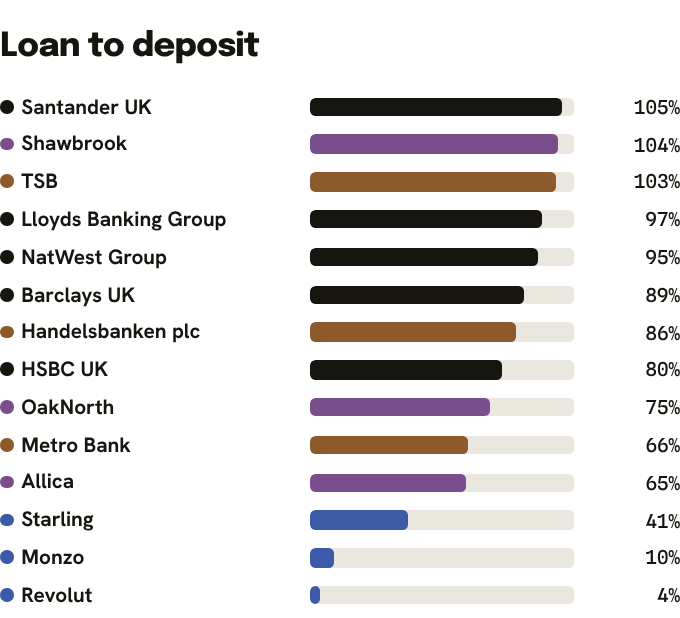 Loan to deposit
Santander UK 105%
Shawbrook 104%
TSB 103%
Lloyds Banking Group 97%
NatWest Group 95%
Barclays UK 89%
Handelsbanken plc 86%
HSBC UK 80%
OakNorth 75%
Metro Bank 66%
Allica 65%
Starling 41%
Monzo 10%
Revolut 4%